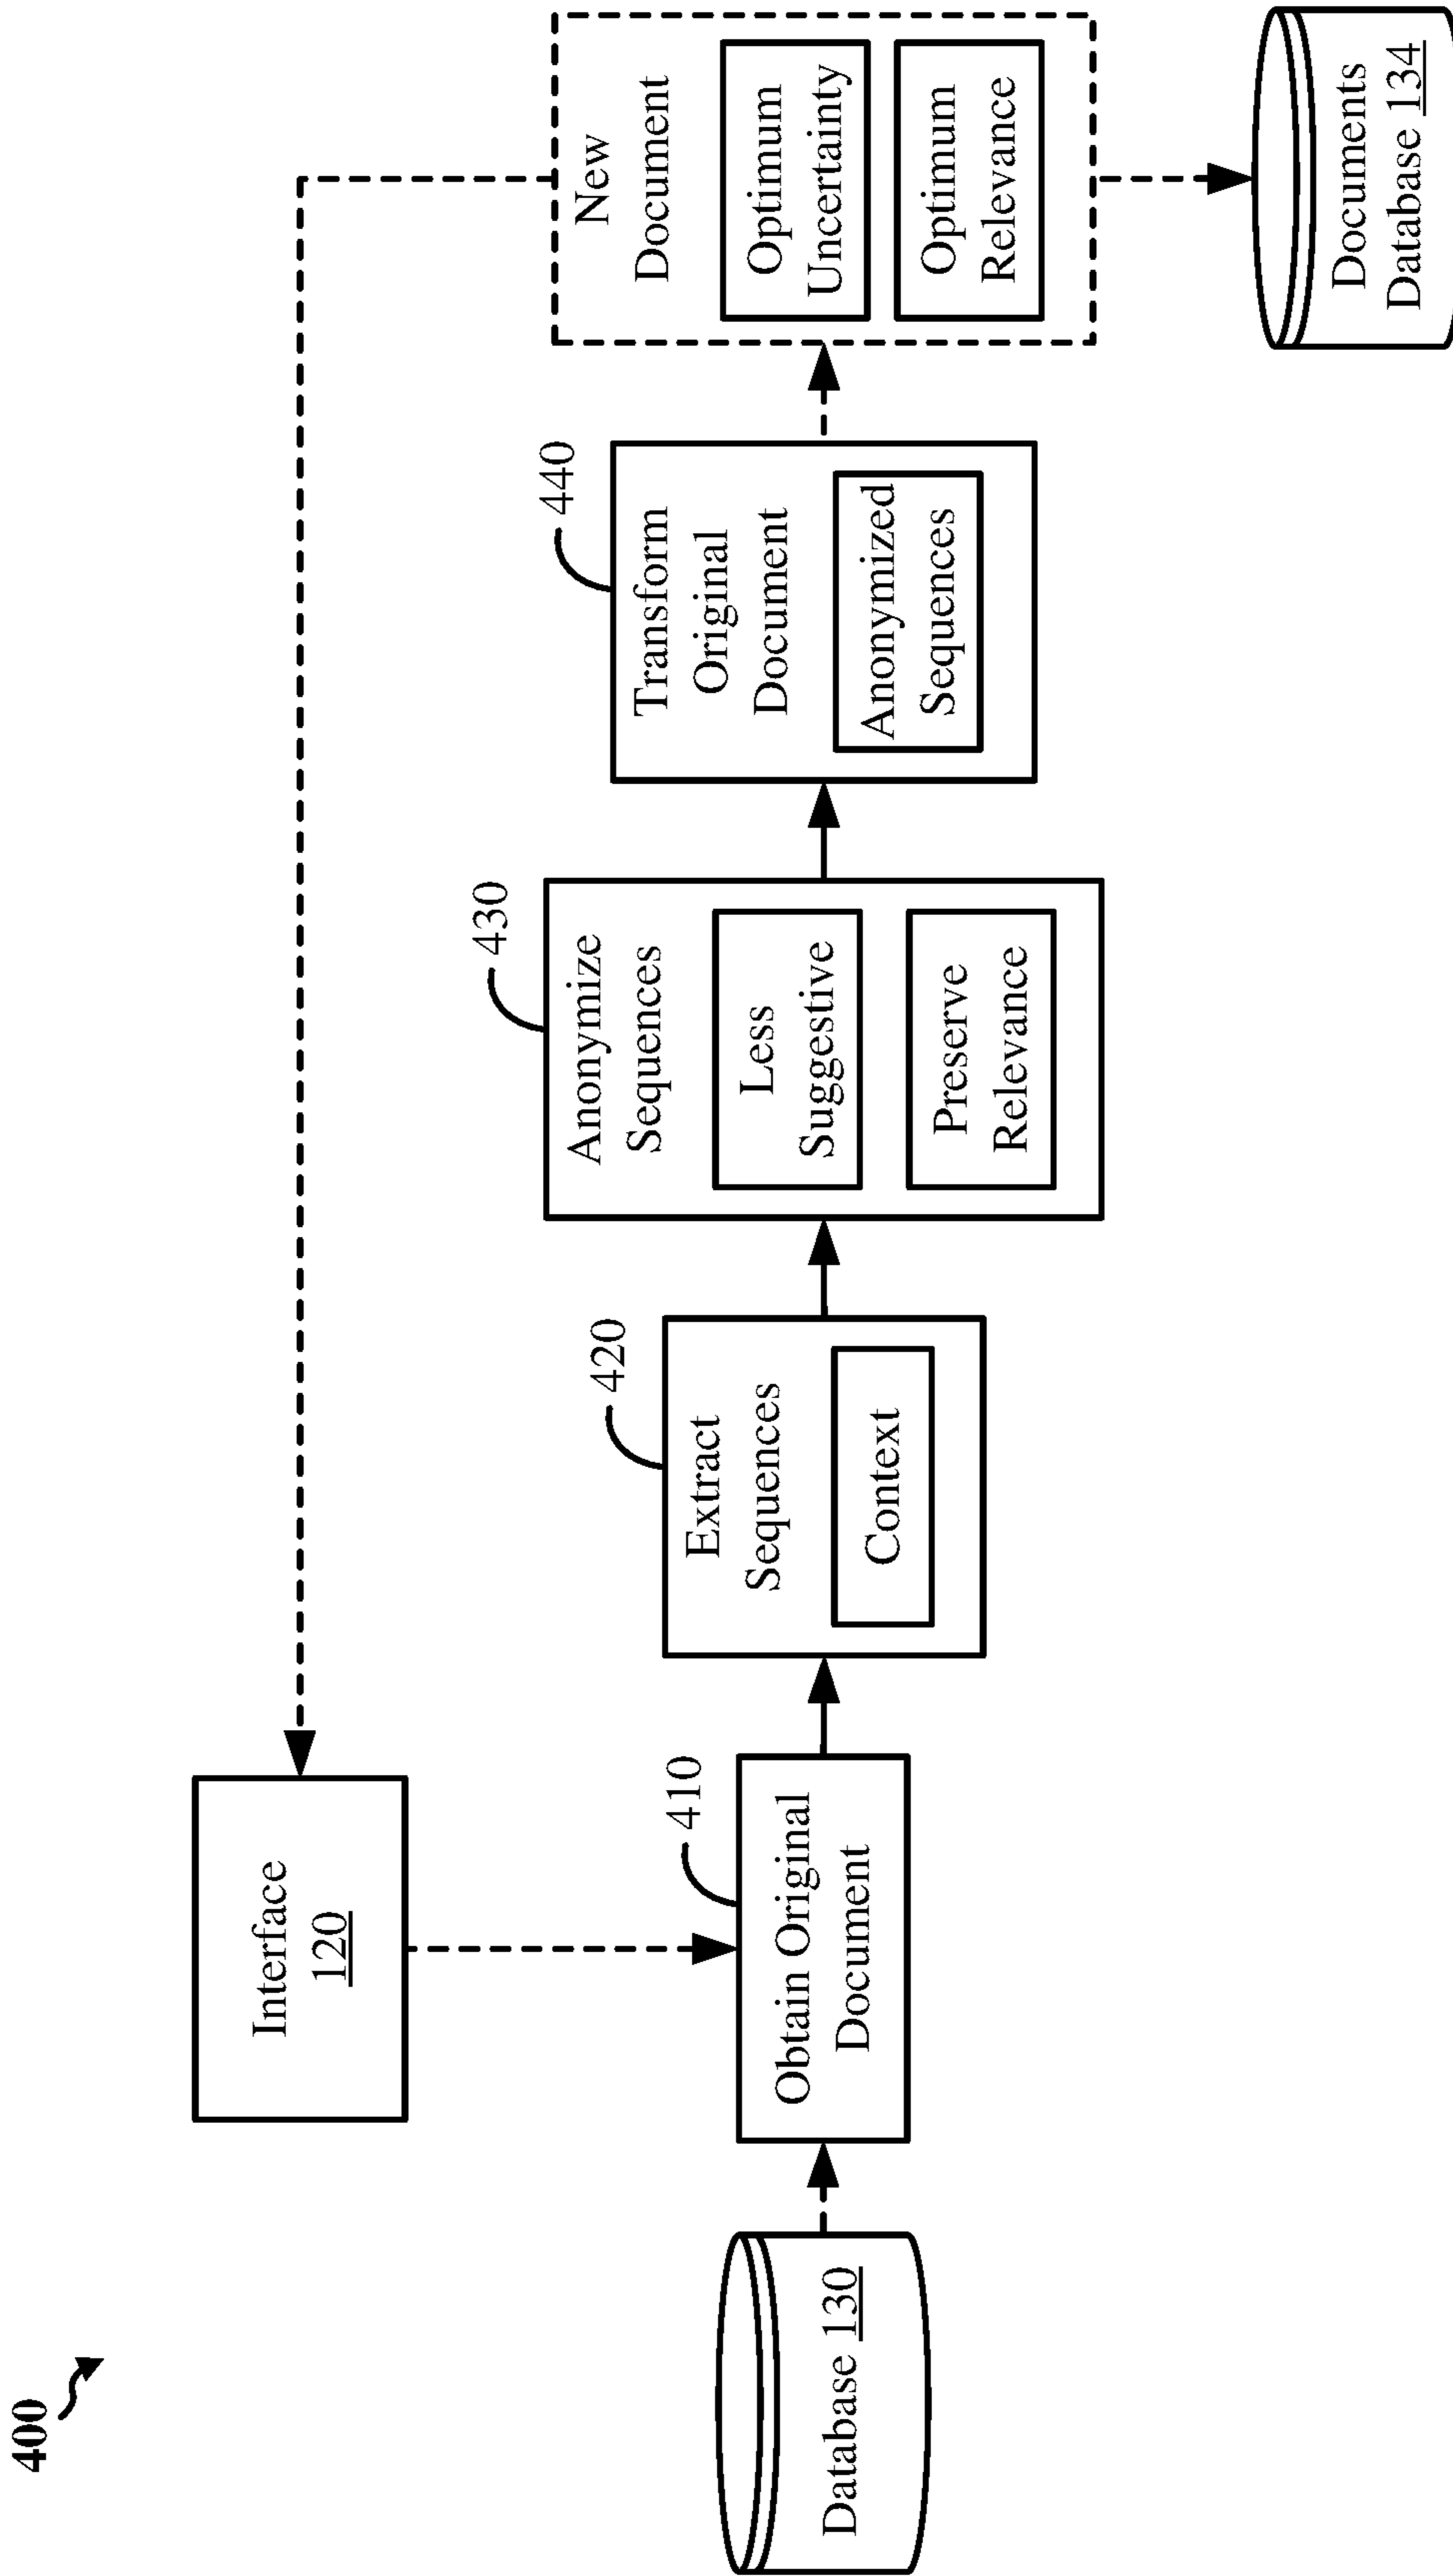 400
Interface
120
Database 130
410
Obtain Original
Document
420
Extract
Sequences
Context
430
Anonymize
Sequences
Less
Suggestive
Preserve
Relevance
440
Transform
Original
Document
Anonymized
Sequences
New
Document
Optimum
Uncertainty
Optimum
Relevance
Documents
Database 134